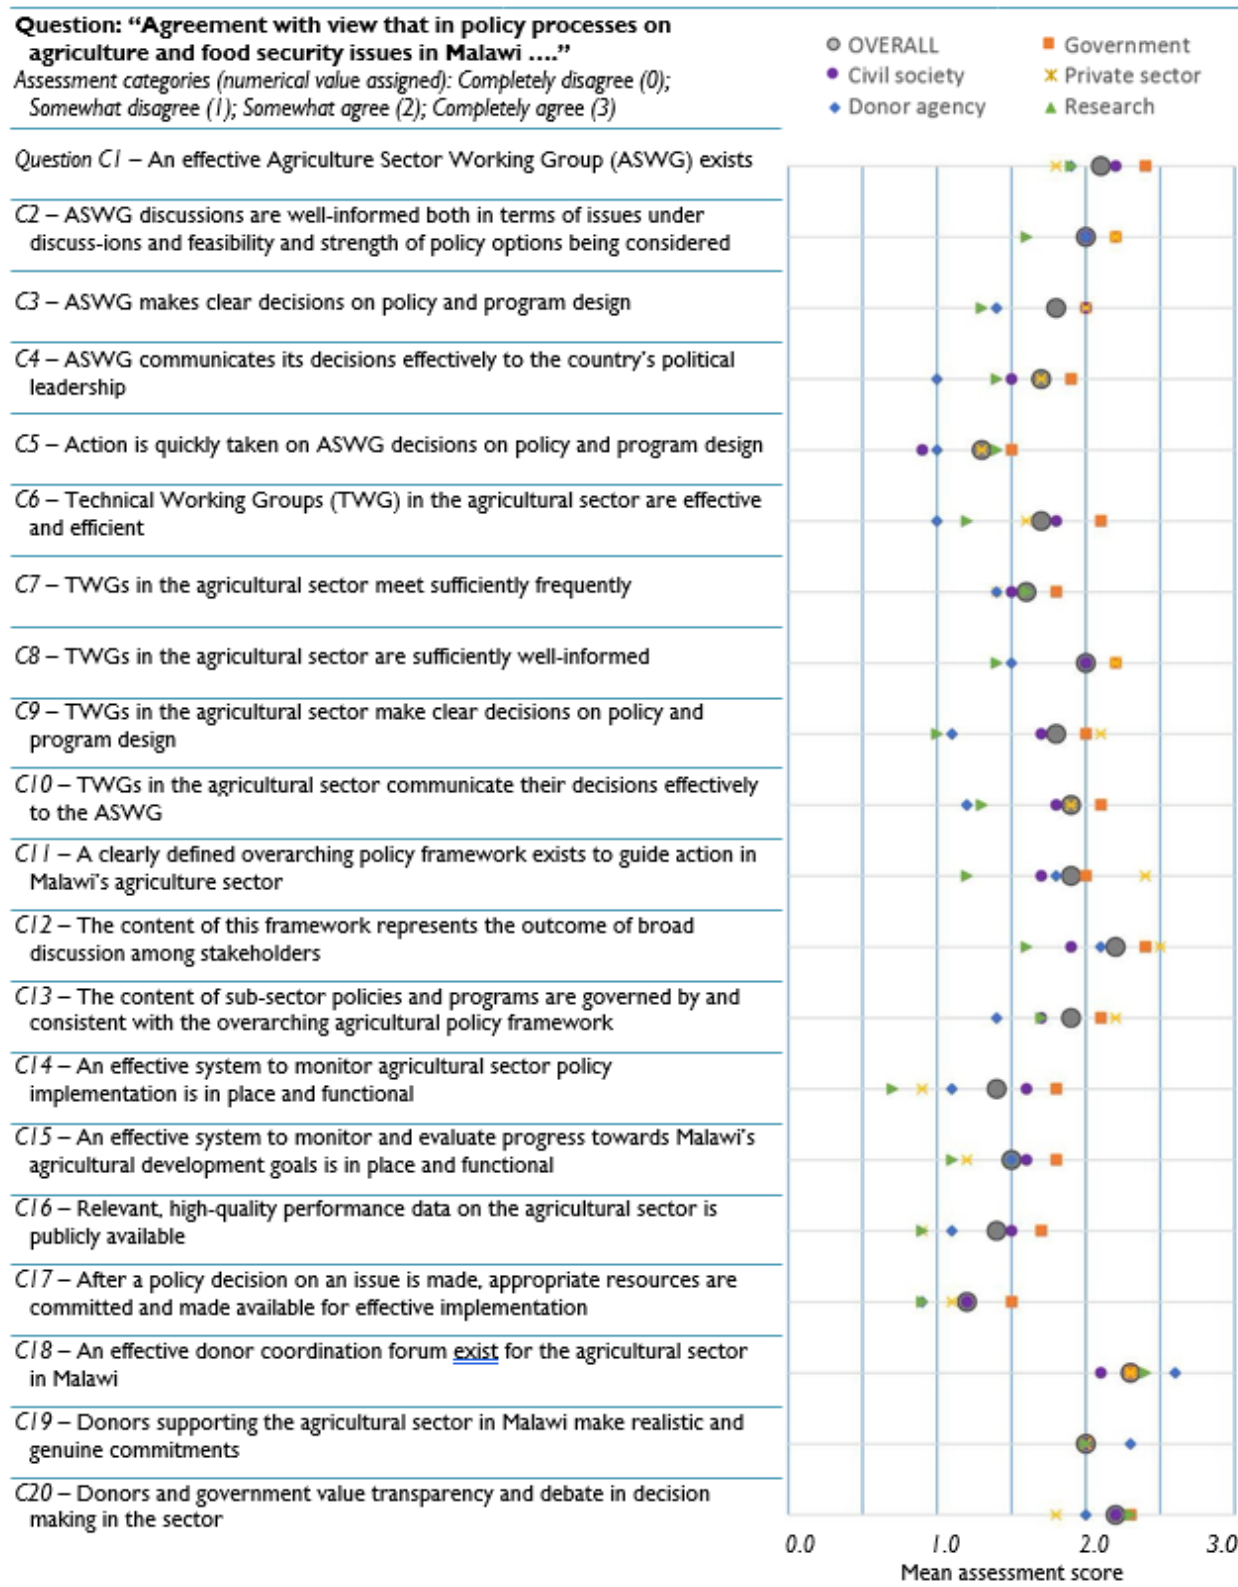 Question: “Agreement with view that in policy processes on
agriculture and food security issues in Malawi ....”
Assessment categories (numerical value assigned): Completely disagree (0);
Somewhat disagree (1); Somewhat agree (2); Completely agree (3)
OVERALL
Government
Civil society
Private sector
Donor agency
Research
Question C1 – An effective Agriculture Sector Working Group (ASWG) exists
C2 – ASWG discussions are well-informed both in terms of issues under
discuss-ions and feasibility and strength of policy options being considered
C3 – ASWG makes clear decisions on policy and program design
C4 – ASWG communicates its decisions effectively to the country’s political
leadership
C5 – Action is quickly taken on ASWG decisions on policy and program design
C6 – Technical Working Groups (TWG) in the agricultural sector are effective
and efficient
C7 – TWGs in the agricultural sector meet sufficiently frequently
C8 – TWGs in the agricultural sector are sufficiently well-informed
C9 – TWGs in the agricultural sector make clear decisions on policy and
program design
C10 – TWGs in the agricultural sector communicate their decisions effectively
to the ASWG
C11 – A clearly defined overarching policy framework exists to guide action in
Malawi’s agriculture sector
C12 – The content of this framework represents the outcome of broad
discussion among stakeholders
C13 – The content of sub-sector policies and programs are governed by and
consistent with the overarching agricultural policy framework
C14 – An effective system to monitor agricultural sector policy
implementation is in place and functional
C15 – An effective system to monitor and evaluate progress towards Malawi’s
agricultural development goals is in place and functional
C16 – Relevant, high-quality performance data on the agricultural sector is
publicly available
C17 – After a policy decision on an issue is made, appropriate resources are
committed and made available for effective implementation
C18 – An effective donor coordination forum exist for the agricultural sector
in Malawi
C19 – Donors supporting the agricultural sector in Malawi make realistic and
genuine commitments
C20 – Donors and government value transparency and debate in decision
making in the sector
0.0 1.0 2.0 3.0
Mean assessment score